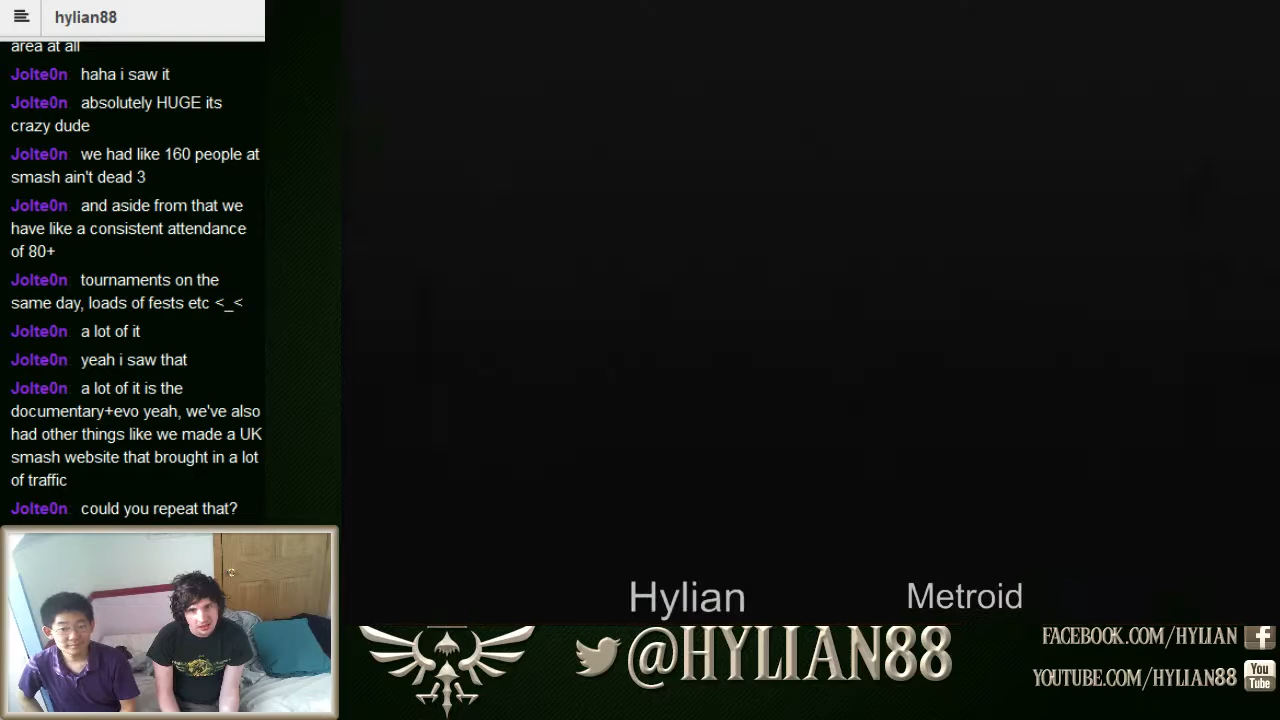 hylian88
area at all
Jolte0n haha i saw it
Jolte0n absolutely HUGE its
crazy dude
Jolte0n we had like 160 people at
smash ain't dead 3
Jolte0n and aside from that we
have like a consistent attendance
of 80+
Jolte0n tournaments on the
same day, loads of fests etc <_<
Jolte0n a lot of it
Jolte0n yeah i saw that
Jolte0n a lot of it is the
documentary+evo yeah, we've also
had other things like we made a UK
smash website that brought in a lot
of traffic
Jolte0n could you repeat that?
Hylian
Metroid
@HYLIAN88
FACEBOOK.COM/HYLIAN f
YOUTUBE.COM/HYLIAN88 You
Tube